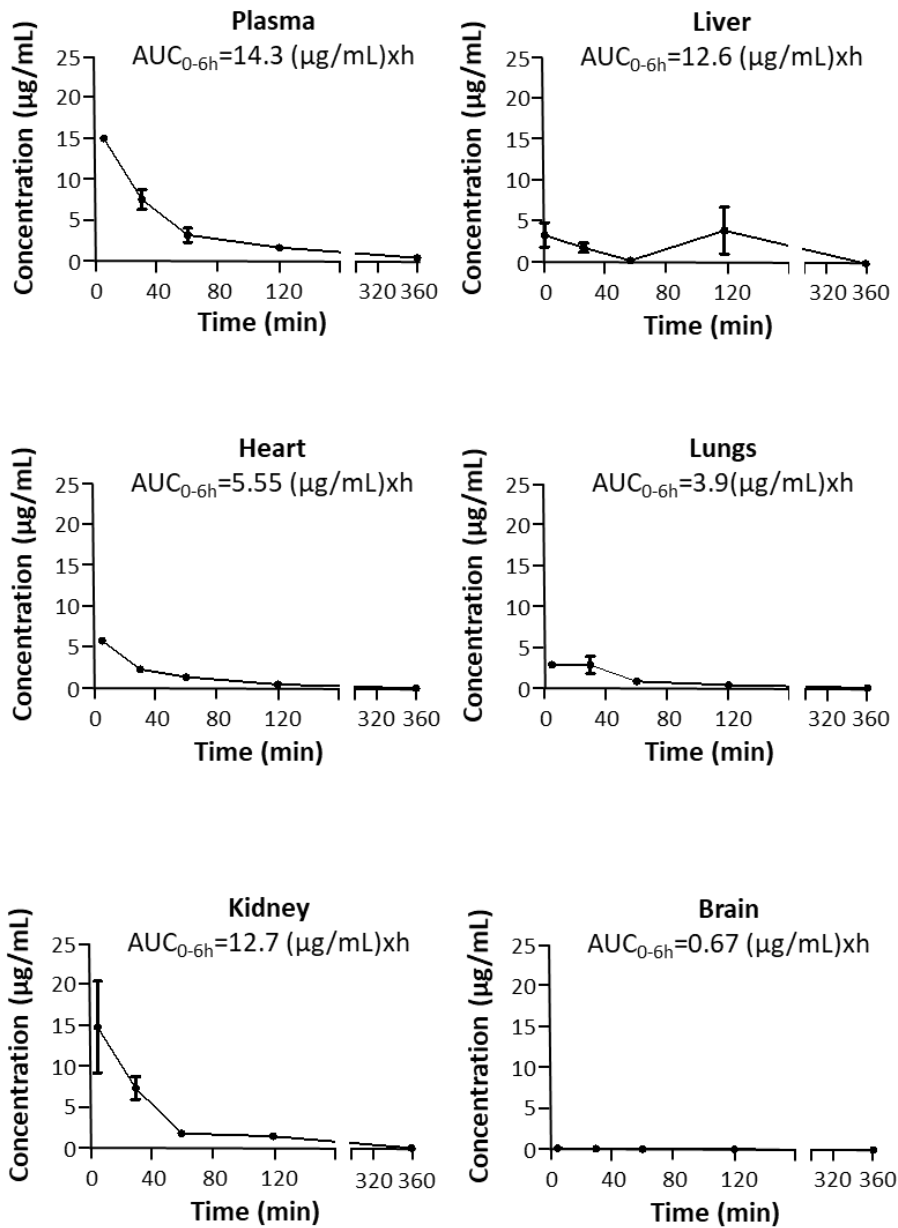 Plasma
AUC0-6h=14.3 (µg/mL)xh
Concentration (µg/mL)
25
20
15
10
5
0
0 40 80 120 320 360
Time (min)
Liver
AUC0-6h=12.6 (µg/mL)xh
Concentration (µg/mL)
25
20
15
10
5
0
0 40 80 120 320 360
Time (min)
Heart
AUC0-6h=5.55 (µg/mL)xh
Concentration (µg/mL)
25
20
15
10
5
0
0 40 80 120 320 360
Time (min)
Lungs
AUC0-6h=3.9(µg/mL)xh
Concentration (µg/mL)
25
20
15
10
5
0
0 40 80 120 320 360
Time (min)
Kidney
AUC0-6h=12.7 (µg/mL)xh
Concentration (µg/mL)
25
20
15
10
5
0
0 40 80 120 320 360
Time (min)
Brain
AUC0-6h=0.67 (µg/mL)xh
Concentration (µg/mL)
25
20
15
10
5
0
0 40 80 120 320 360
Time (min)